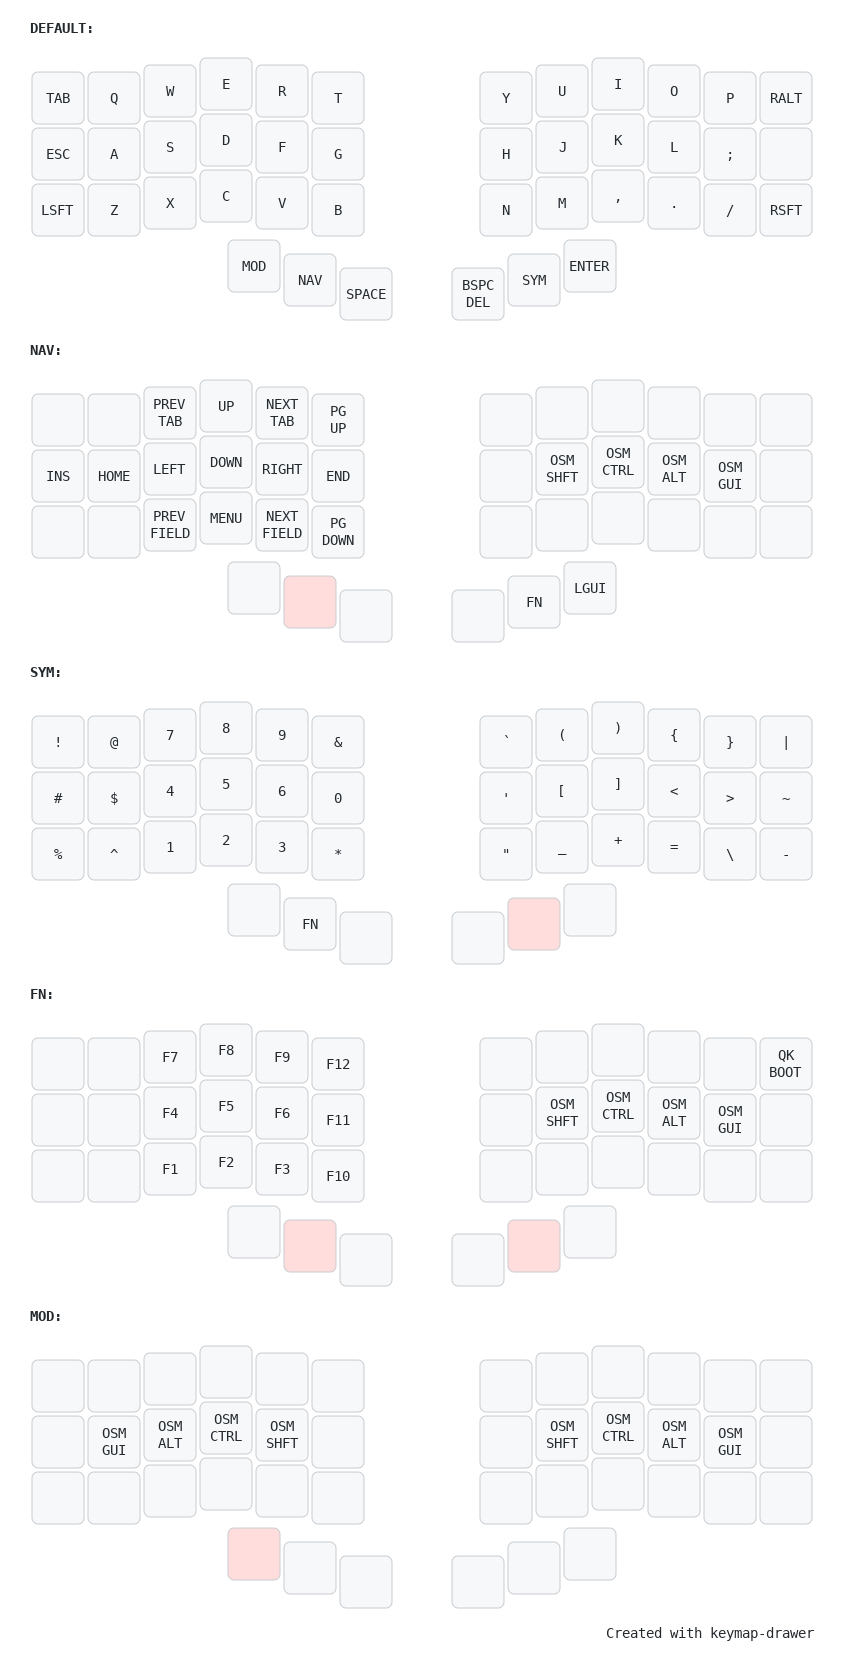 DEFAULT:
TAB Q W E R T Y U I O P RALT
ESC A S D F G H J K L ;
LSFT Z X C V B N M , . / RSFT
MOD NAV SPACE BSPC DEL SYM ENTER
NAV:
PREV TAB UP NEXT TAB PG UP
INS HOME LEFT DOWN RIGHT END OSM SHFT OSM CTRL OSM ALT OSM GUI
PREV FIELD MENU NEXT FIELD PG DOWN
FN LGUI
SYM:
! @ 7 8 9 & ` ( ) { } |
# $ 4 5 6 0 ' [ ] < > ~
% ^ 1 2 3 * " _ + = \ -
FN
FN:
F7 F8 F9 F12 QK BOOT
F4 F5 F6 F11 OSM SHFT OSM CTRL OSM ALT OSM GUI
F1 F2 F3 F10
MOD:
OSM GUI OSM ALT OSM CTRL OSM SHFT OSM SHFT OSM CTRL OSM ALT OSM GUI
Created with keymap-drawer